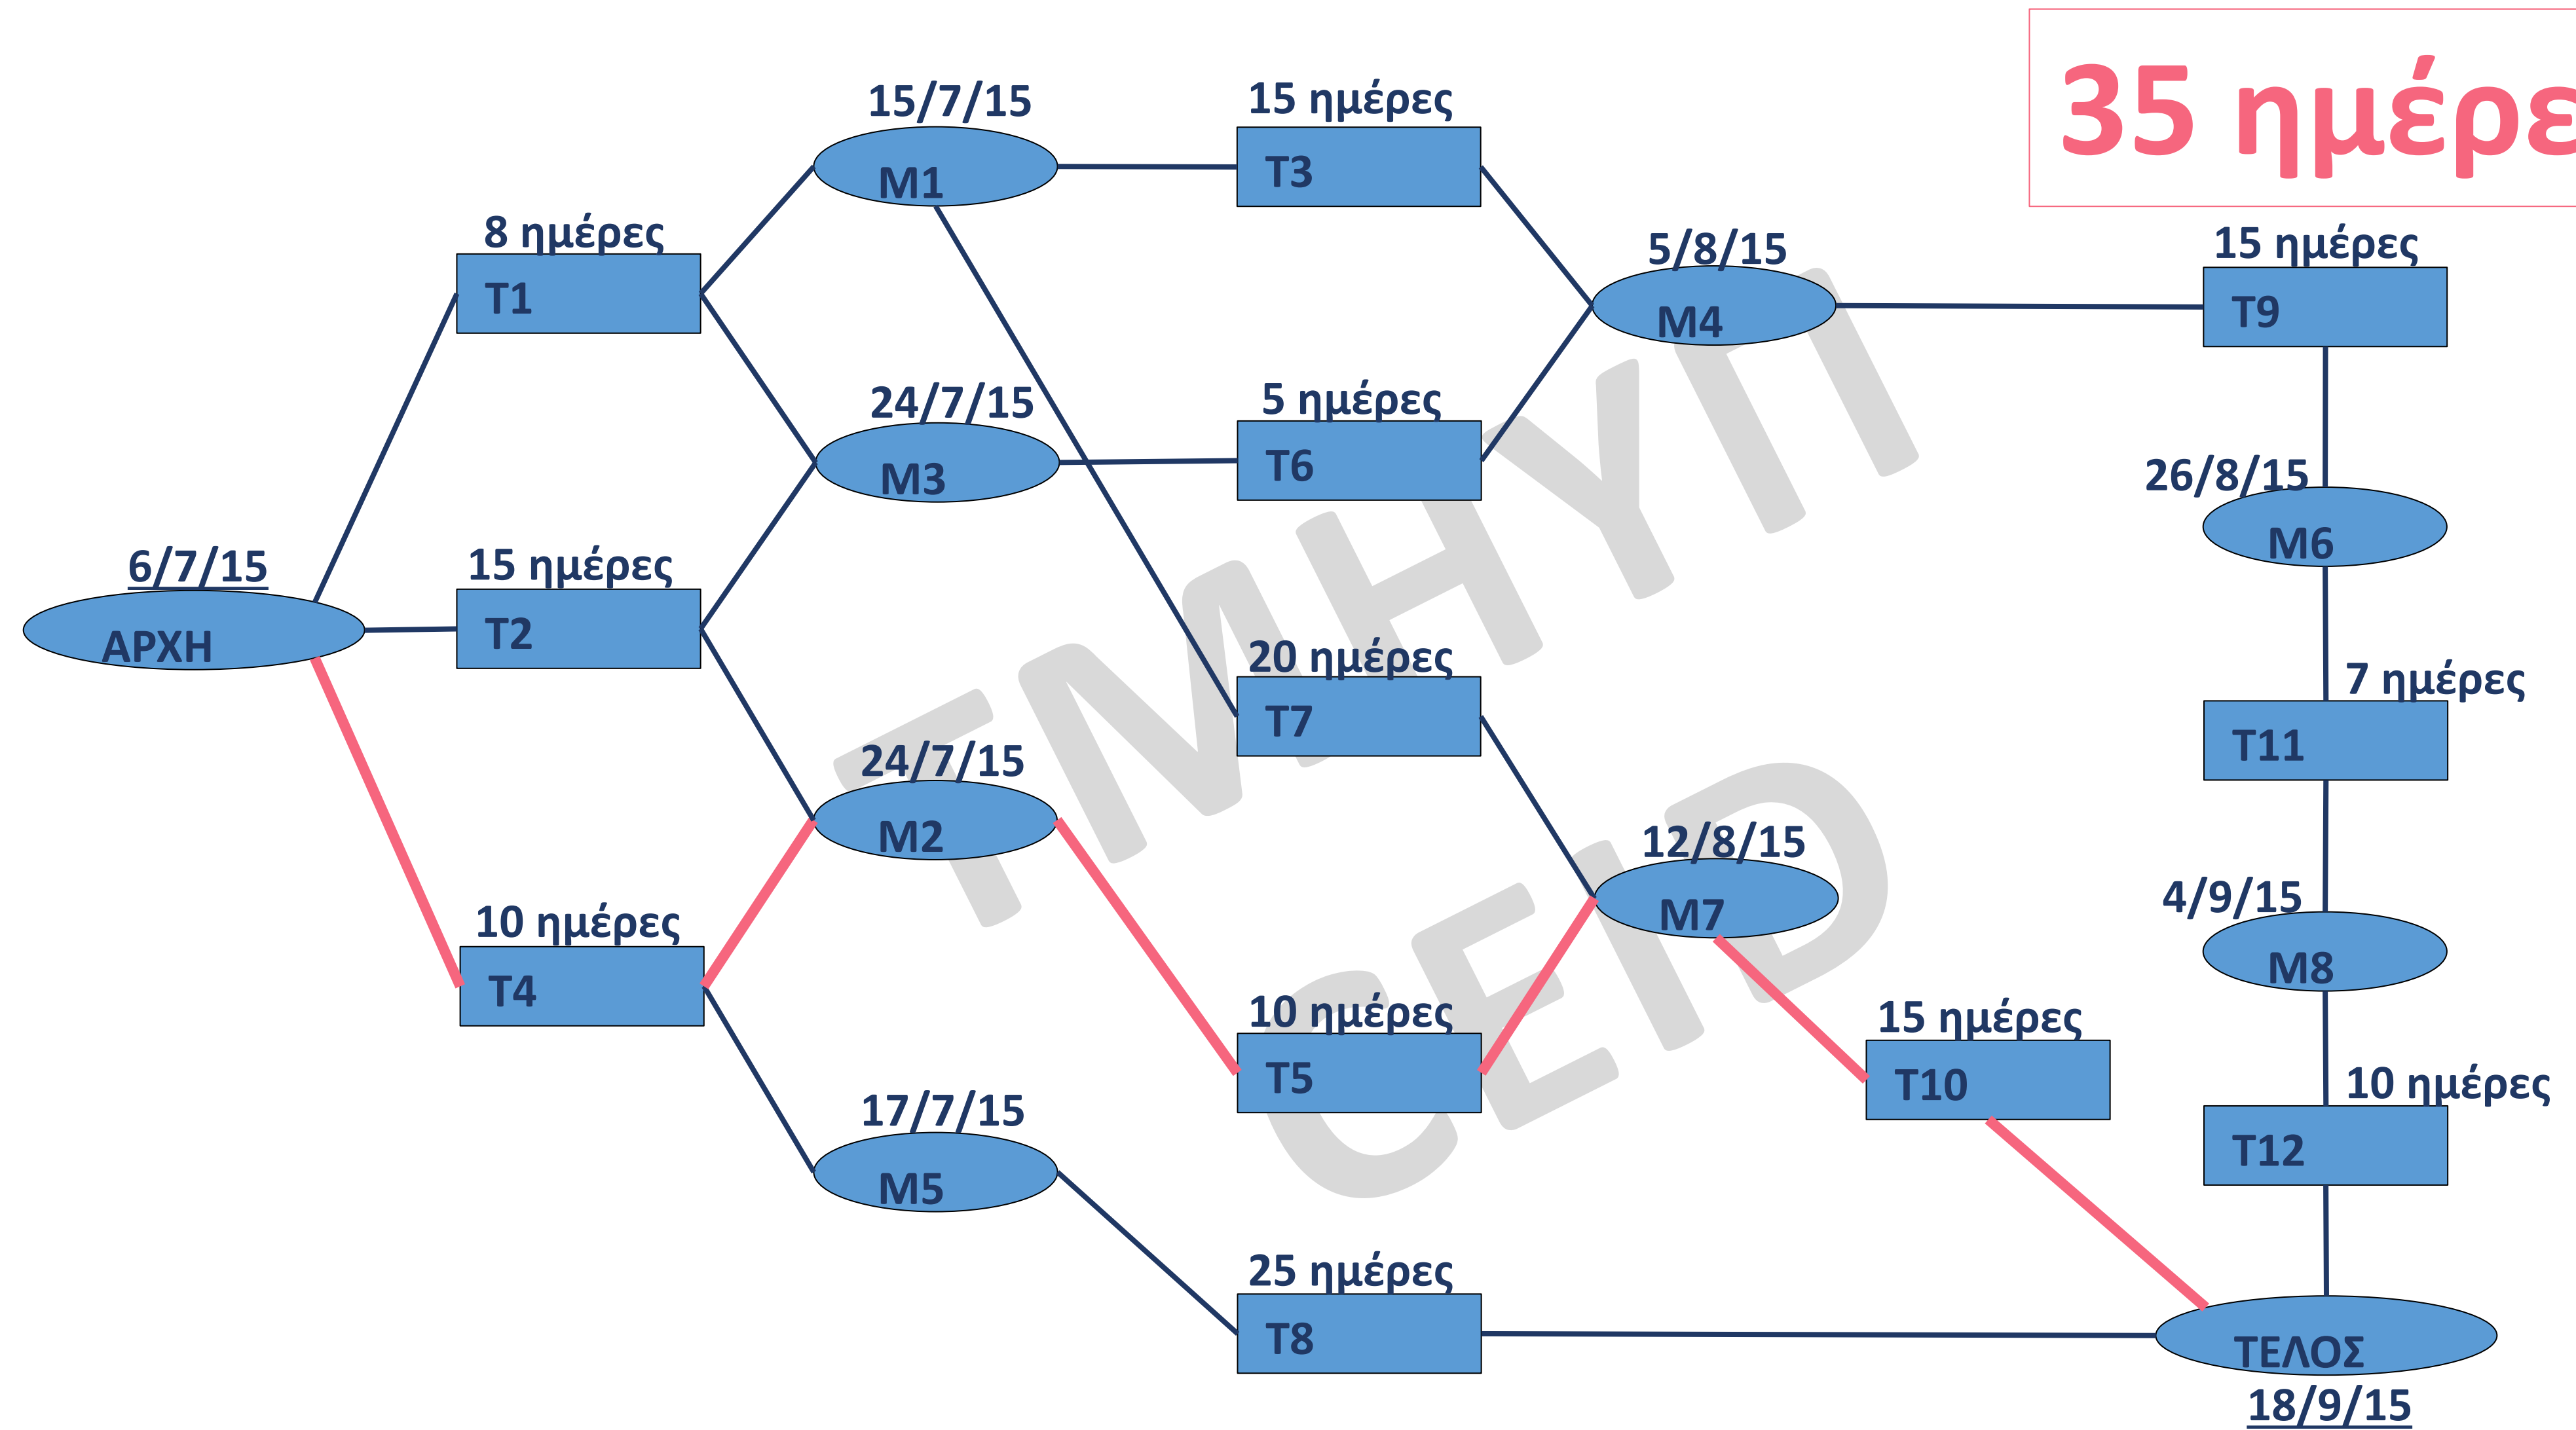 35 ημέρε
15/7/15
15 ημέρες
M1
T3
8 ημέρες
5/8/15
15 ημέρες
T1
M4
T9
24/7/15
5 ημέρες
M3
T6
26/8/15
M6
6/7/15
15 ημέρες
ΑΡΧΗ
T2
20 ημέρες
7 ημέρες
T7
T11
24/7/15
M2
12/8/15
M7
4/9/15
M8
10 ημέρες
T4
10 ημέρες
T5
15 ημέρες
T10
10 ημέρες
T12
17/7/15
M5
25 ημέρες
T8
ΤΕΛΟΣ
18/9/15
ΤΜΗΥΠ
CEID